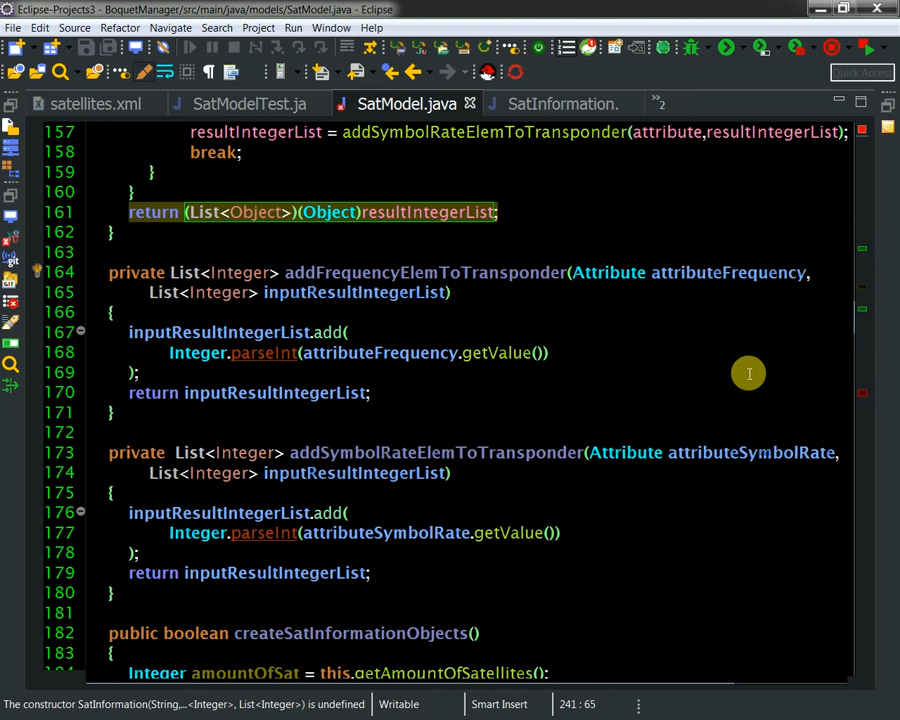 Eclipse-Projects3 - BoquetManager/src/main/java/models/SatModel.java - Eclipse
File Edit Source Refactor Navigate Search Project Run Window Help
Quick Access
satellites.xml SatModelTest.ja SatModel.java SatInformation. »2
157 resultIntegerList = addSymbolRateElemToTransponder(attribute,resultIntegerList);
158 break;
159 }
160 }
161 return (List<Object>)(Object)resultIntegerList;
162 }
163
164 private List<Integer> addFrequencyElemToTransponder(Attribute attributeFrequency,
165 List<Integer> inputResultIntegerList)
166 {
167 inputResultIntegerList.add(
168 Integer.parseInt(attributeFrequency.getValue())
169 );
170 return inputResultIntegerList;
171 }
172
173 private List<Integer> addSymbolRateElemToTransponder(Attribute attributeSymbolRate,
174 List<Integer> inputResultIntegerList)
175 {
176 inputResultIntegerList.add(
177 Integer.parseInt(attributeSymbolRate.getValue())
178 );
179 return inputResultIntegerList;
180 }
181
182 public boolean createSatInformationObjects()
183 {
184 Integer amountOfSat = this.getAmountOfSatellites();
The constructor SatInformation(String,...<Integer>, List<Integer>) is undefined Writable Smart Insert 241 : 65